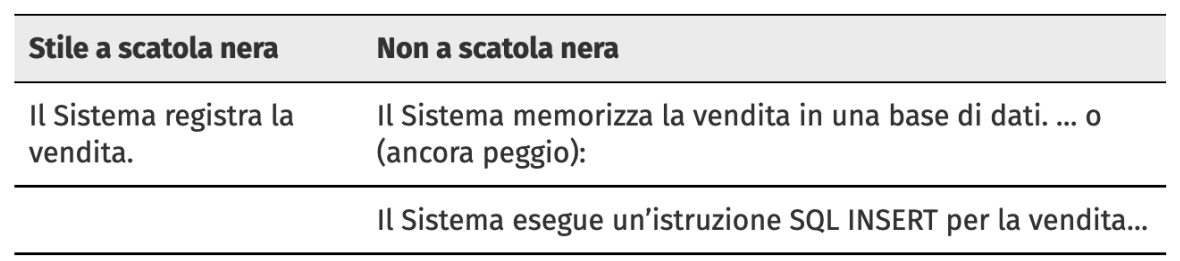 Stile a scatola nera Non a scatola nera
Il Sistema registra la vendita. Il Sistema memorizza la vendita in una base di dati. ... o (ancora peggio):
Il Sistema esegue un’istruzione SQL INSERT per la vendita...